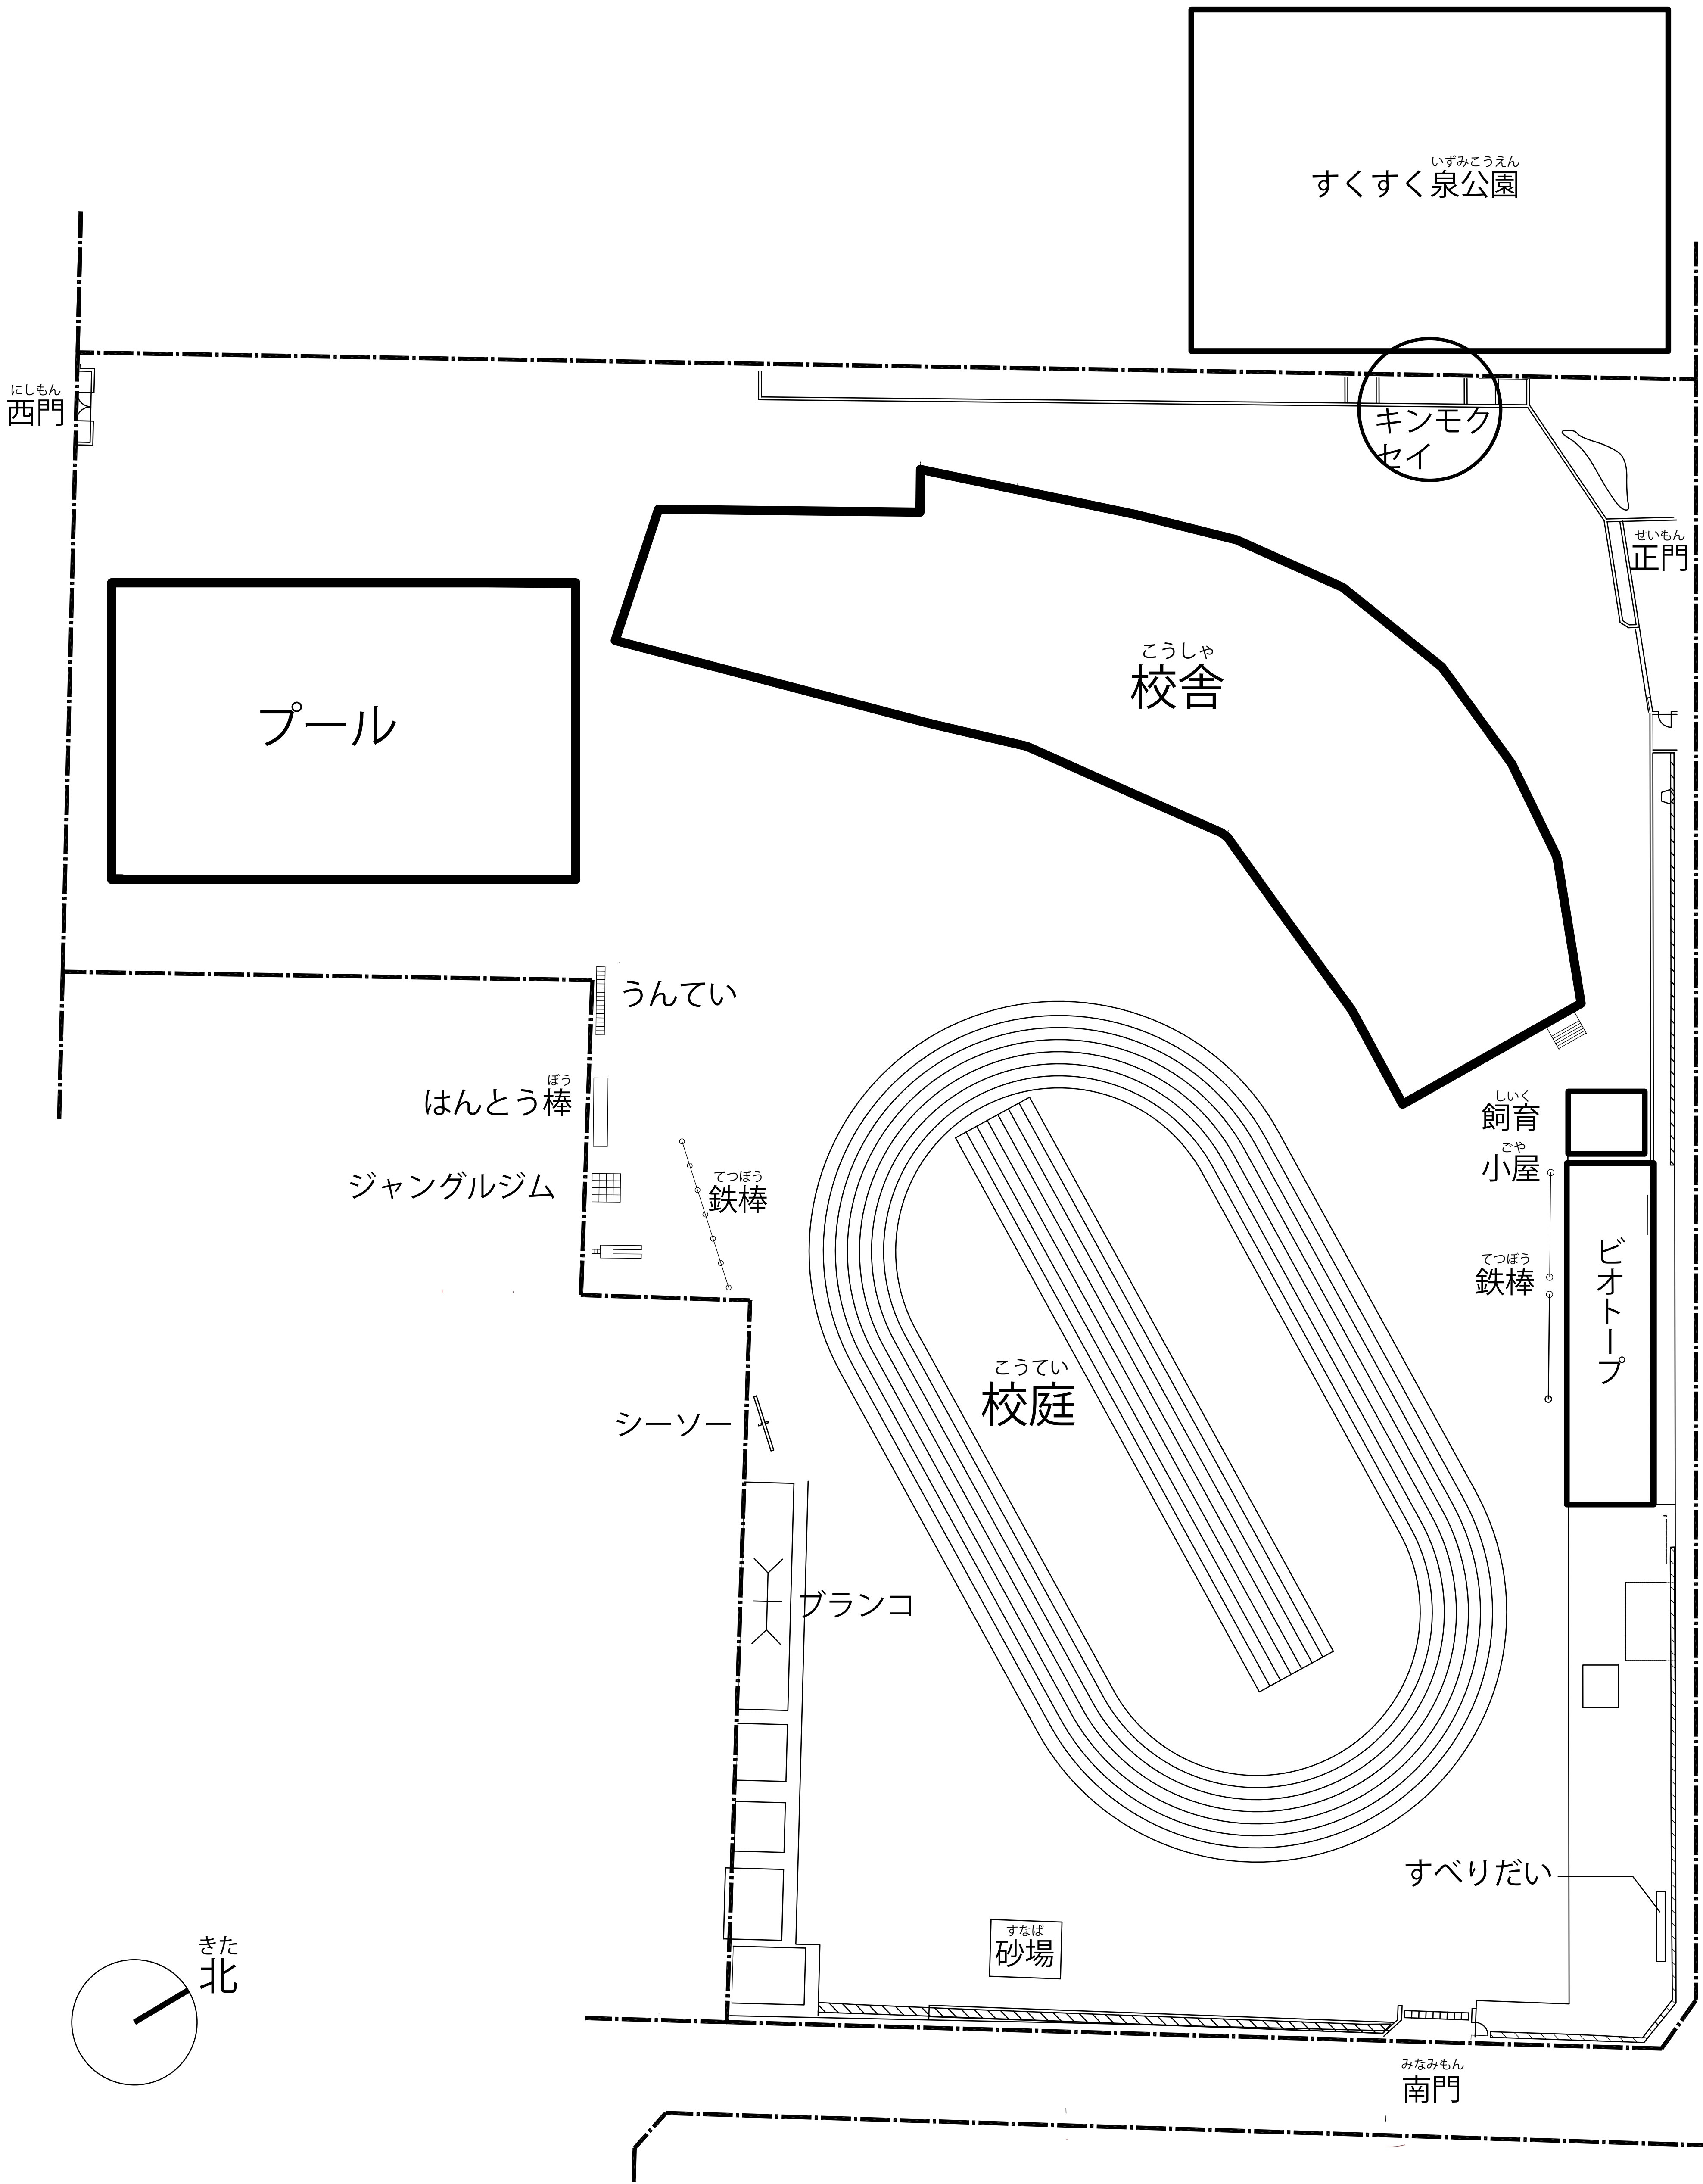 いずみこうえん
すくすく泉公園
にしもん
西門
キンモク
セイ
せいもん
正門
こうしゃ
校舎
プール
うんてい
ぼう
はんとう棒
しいく
飼育
ごや
小屋
ジャングルジム
てつぼう
鉄棒
てつぼう
鉄棒
ビオトープ
こうてい
校庭
シーソー
ブランコ
すべりだい
すなば
砂場
きた
北
みなみもん
南門